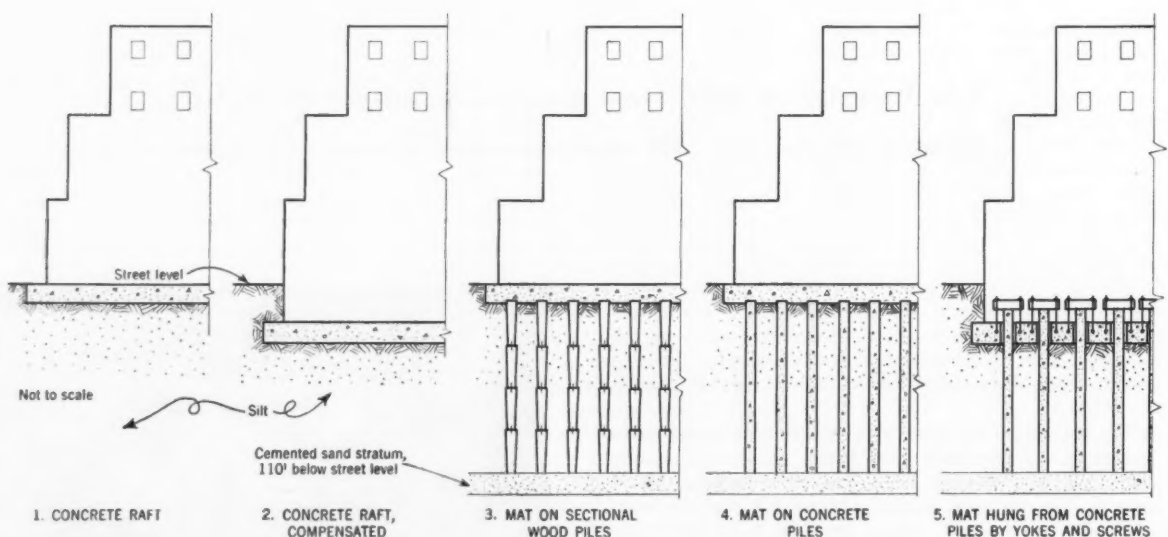 Street level
Not to scale
Silt
Cemented sand stratum,
110' below street level
1. CONCRETE RAFT
2. CONCRETE RAFT,
COMPENSATED
3. MAT ON SECTIONAL
WOOD PILES
4. MAT ON CONCRETE
PILES
5. MAT HUNG FROM CONCRETE
PILES BY YOKES AND SCREWS